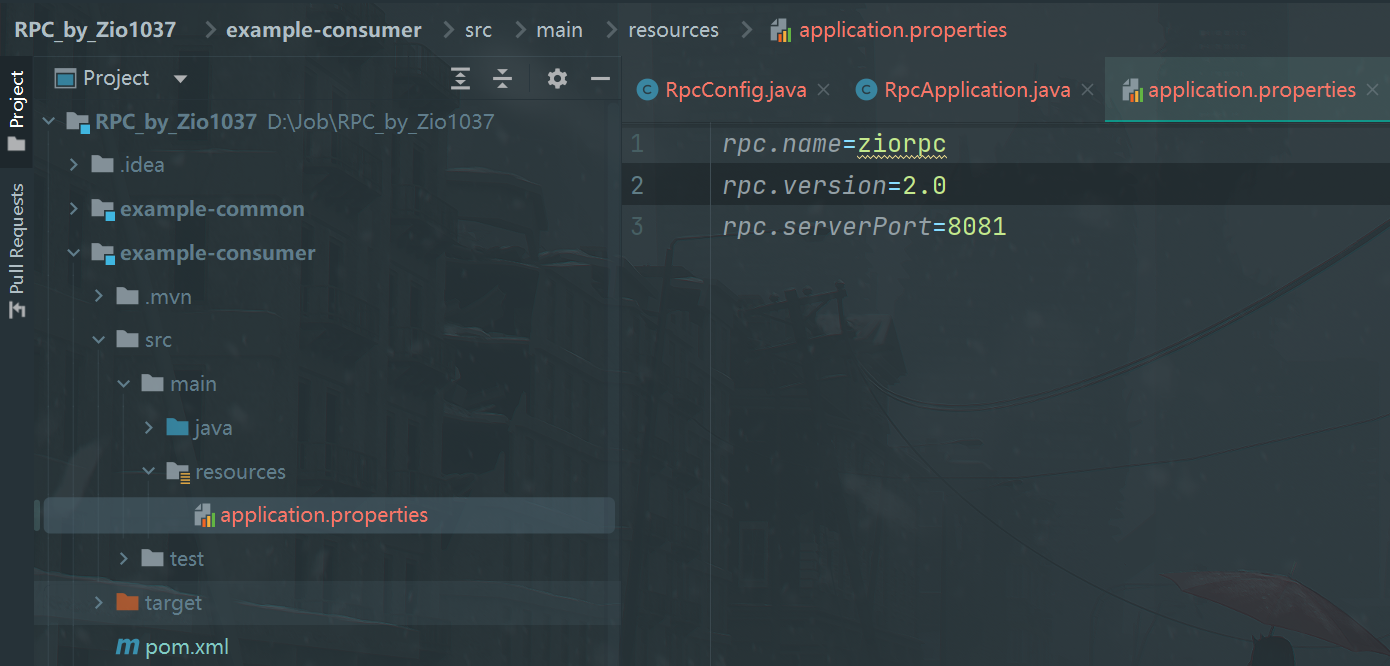 RPC_by_Zio1037 > example-consumer > src > main > resources > application.properties
Project
Pull Requests
Project
RPC_by_Zio1037 D:\Job\RPC_by_Zio1037
.idea
example-common
example-consumer
.mvn
src
main
java
resources
application.properties
test
target
m pom.xml
C RpcConfig.java × C RpcApplication.java × application.properties ×
1 rpc.name=ziorpc
2 rpc.version=2.0
3 rpc.serverPort=8081